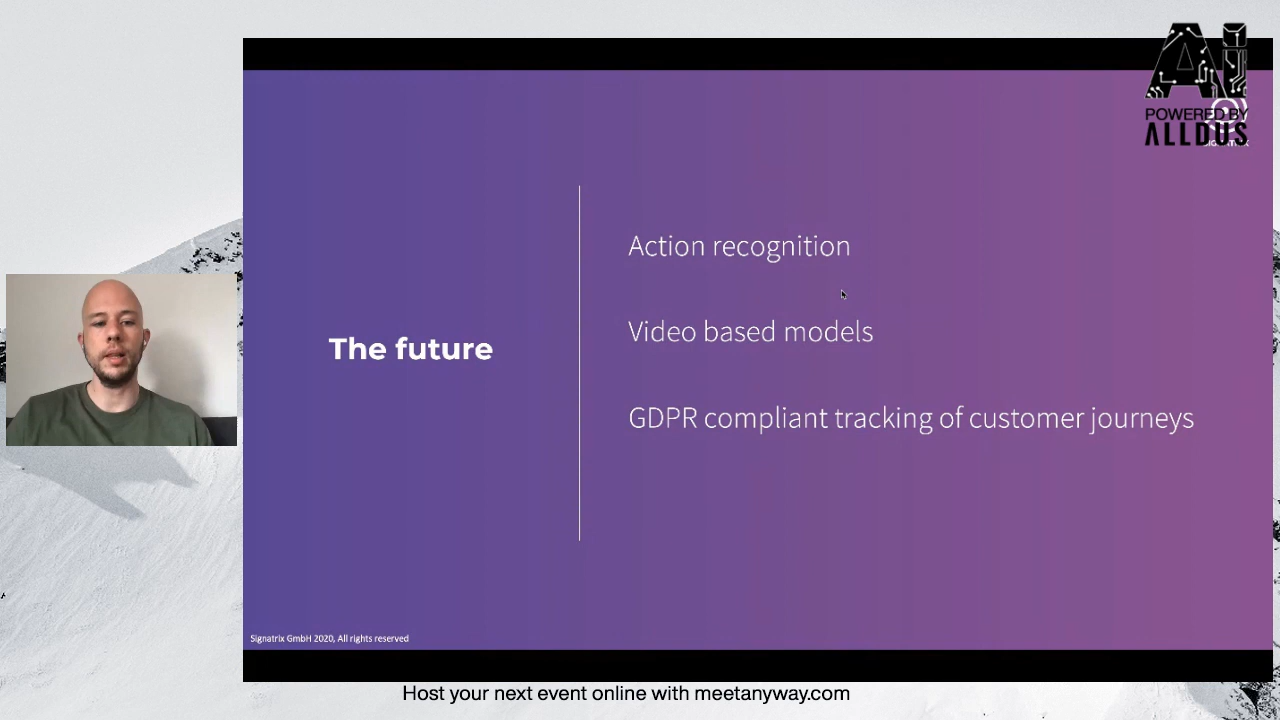 AI
POWERED BY
ALLDUS
Action recognition
Video based models
The future
GDPR compliant tracking of customer journeys
Signatrix GmbH 2020, All rights reserved
Host your next event online with meetanyway.com